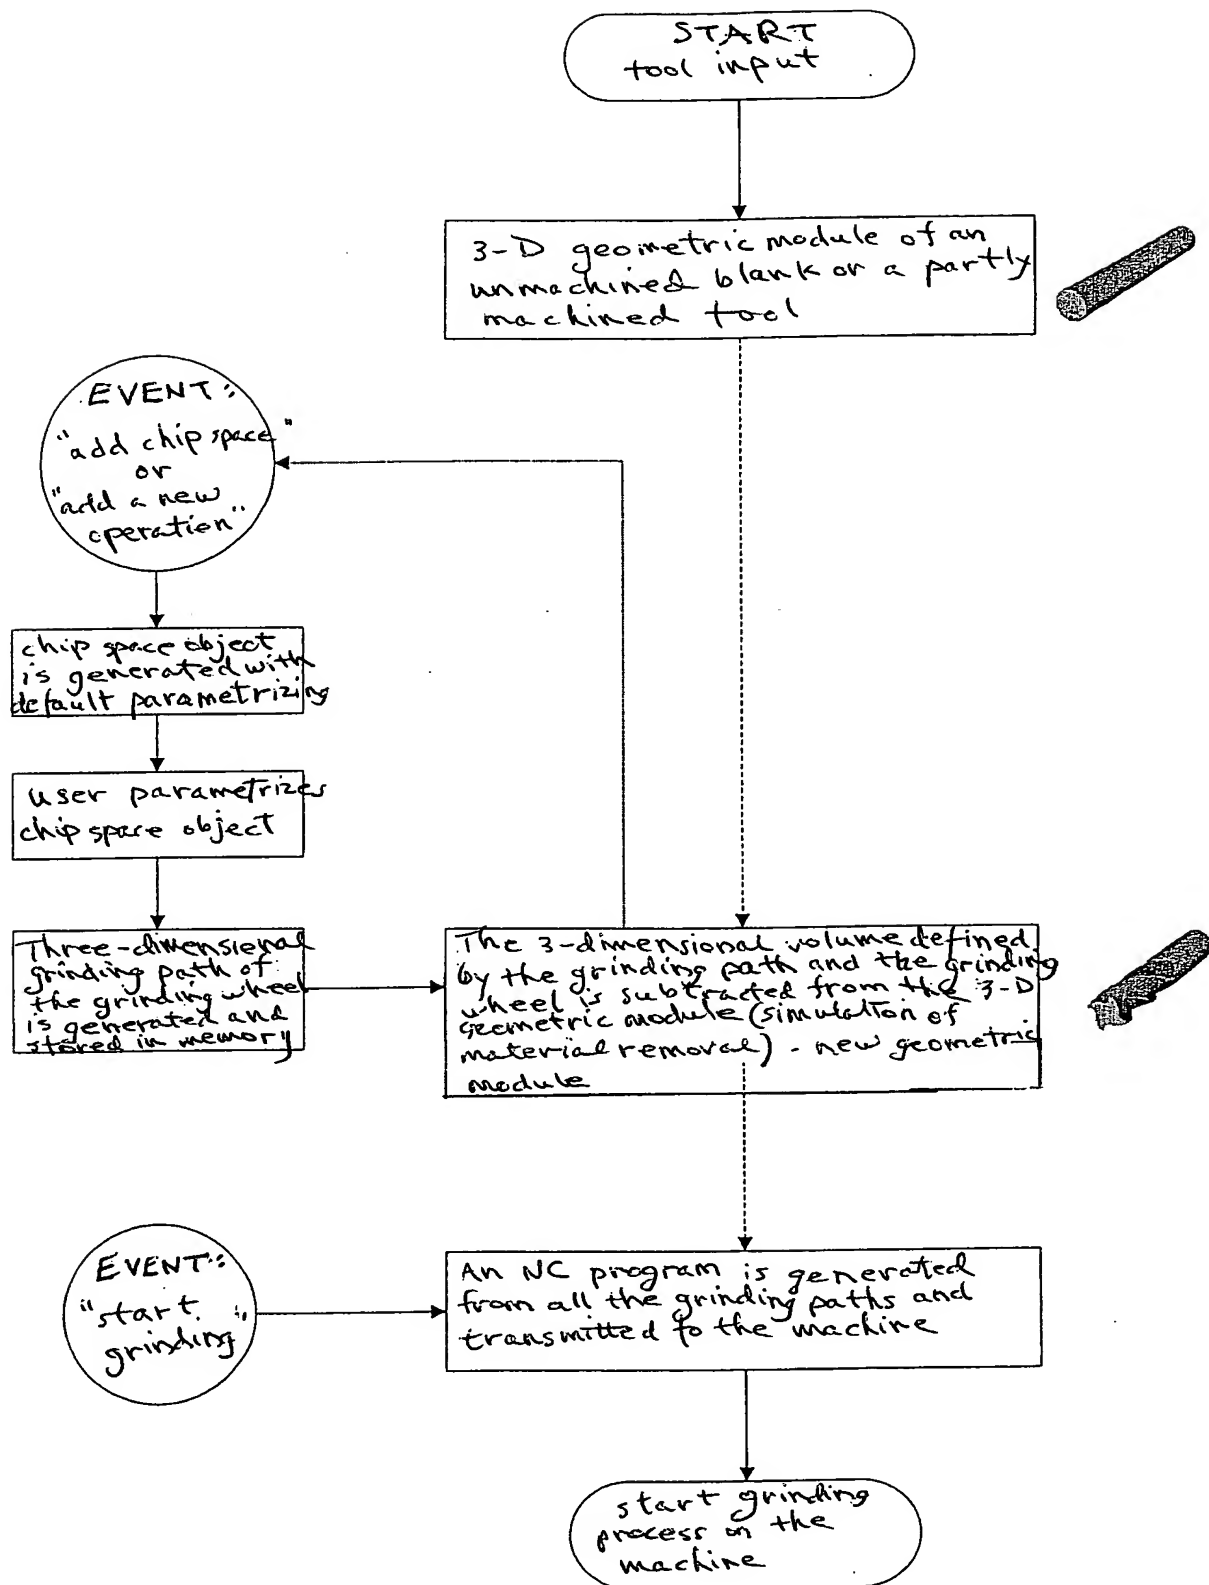 START
tool input
3-D geometric module of an
unmachined blank or a partly
machined tool
EVENT:
"add chip space"
or
"add a new
operation"
chip space object
is generated with
default parametrizing
user parametrizes
chip space object
Three-dimensional
grinding path of
the grinding wheel
is generated and
stored in memory
The 3-dimensional volume defined
by the grinding path and the grinding
wheel is subtracted from the 3-D
geometric module (simulation of
material removal) - new geometric
module
EVENT:
"start
grinding"
An NC program is generated
from all the grinding paths and
transmitted to the machine
start grinding
process on the
machine